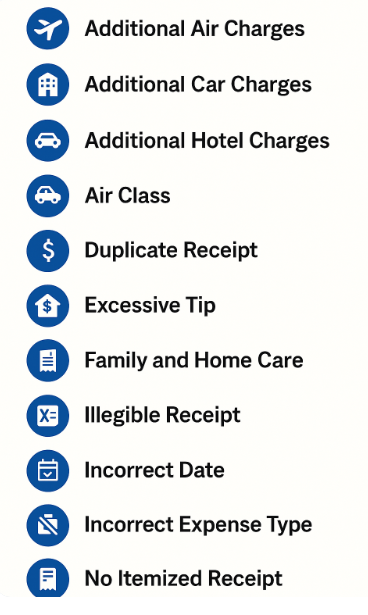 Additional Air Charges
Additional Car Charges
Additional Hotel Charges
Air Class
Duplicate Receipt
Excessive Tip
Family and Home Care
Illegible Receipt
Incorrect Date
Incorrect Expense Type
No Itemized Receipt